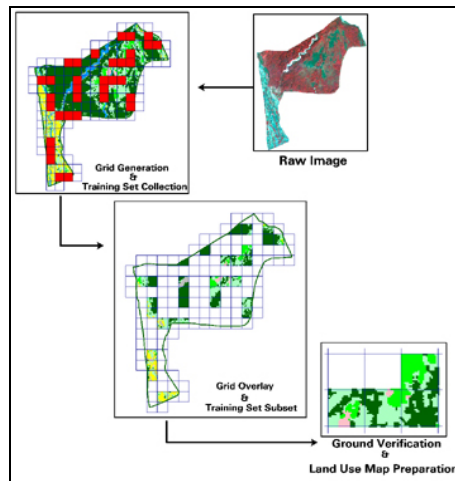 Raw Image
Grid Generation
&
Training Set Collection
Grid Overlay
&
Training Set Subset
Ground Verification
&
Land Use Map Preparation